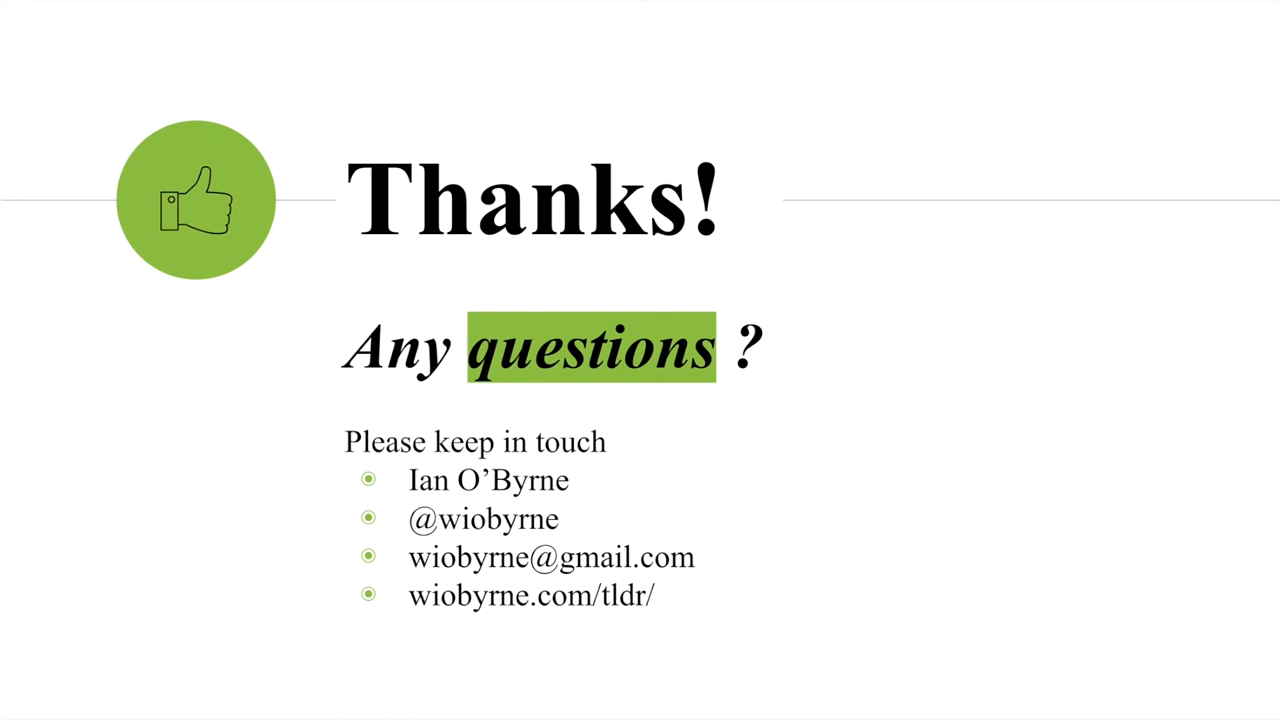 Thanks!
Any questions ?
Please keep in touch
Ian O’Byrne
@wiobyrne
wiobyrne@gmail.com
wiobyrne.com/tldr/